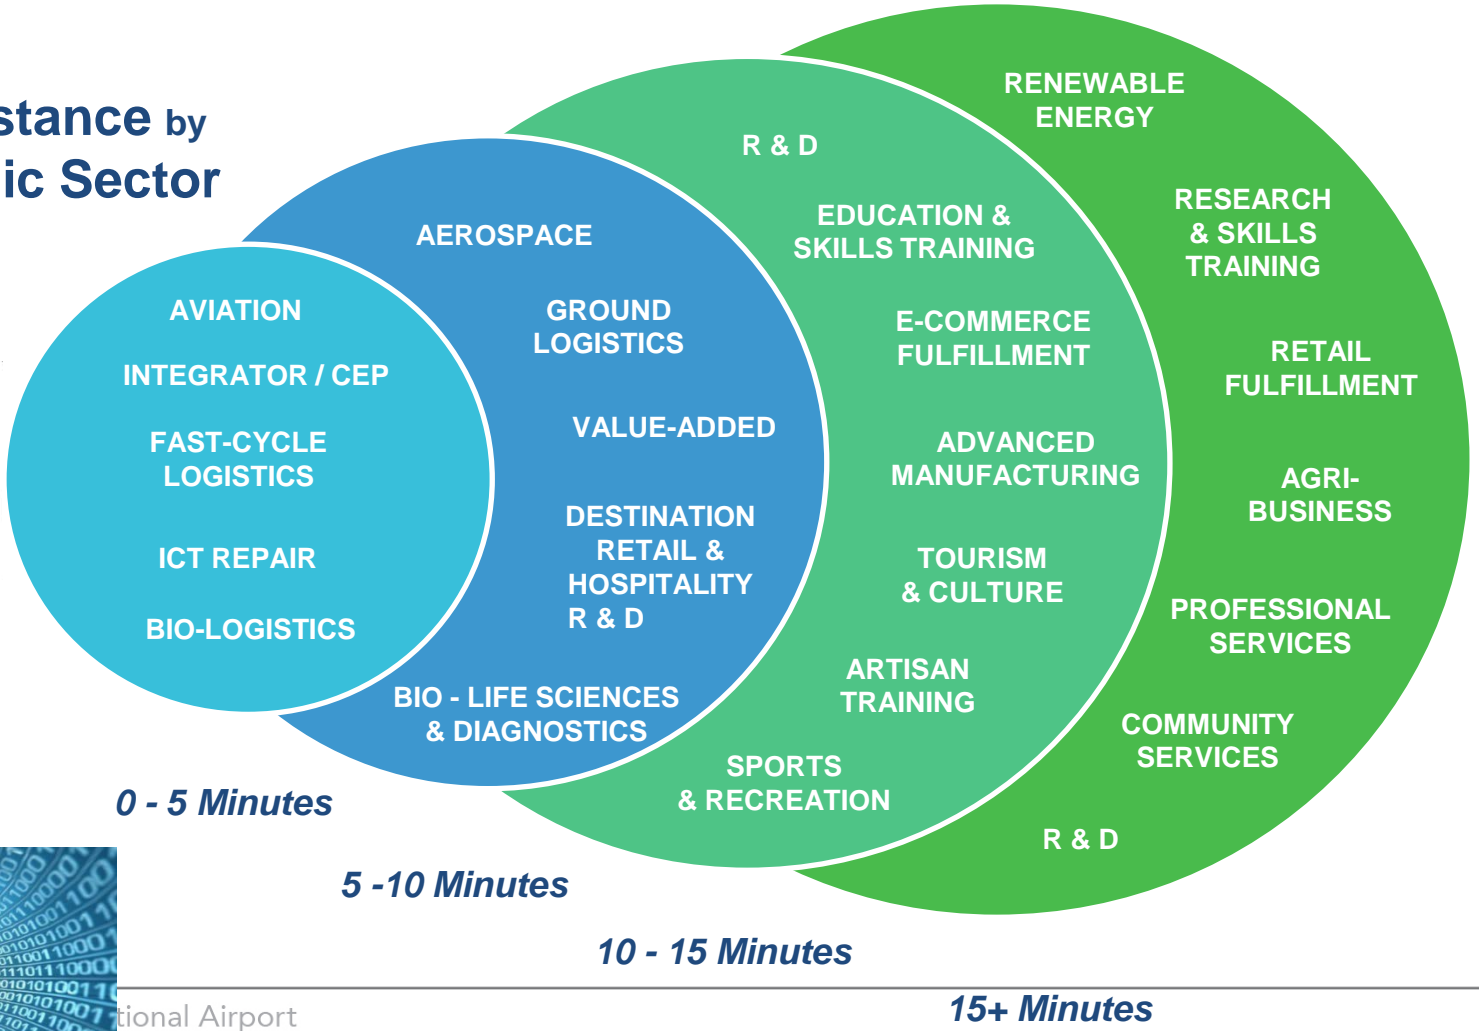 stance by
ic Sector
AVIATION
INTEGRATOR / CEP
FAST-CYCLE
LOGISTICS
ICT REPAIR
BIO-LOGISTICS
0 - 5 Minutes
AEROSPACE
GROUND
LOGISTICS
VALUE-ADDED
DESTINATION
RETAIL &
HOSPITALITY
R & D
BIO - LIFE SCIENCES
& DIAGNOSTICS
5 -10 Minutes
R & D
EDUCATION &
SKILLS TRAINING
E-COMMERCE
FULFILLMENT
ADVANCED
MANUFACTURING
TOURISM
& CULTURE
ARTISAN
TRAINING
SPORTS
& RECREATION
10 - 15 Minutes
RENEWABLE
ENERGY
RESEARCH
& SKILLS
TRAINING
RETAIL
FULFILLMENT
AGRI-
BUSINESS
PROFESSIONAL
SERVICES
COMMUNITY
SERVICES
R & D
15+ Minutes
tional Airport